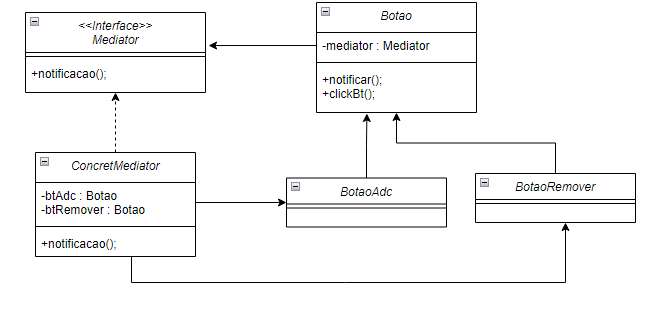 <<Interface>>
Mediator
+notificacao();
Botao
-mediator : Mediator
+notificar();
+clickBt();
ConcretMediator
-btAdc : Botao
-btRemover : Botao
+notificacao();
BotaoAdc
BotaoRemover